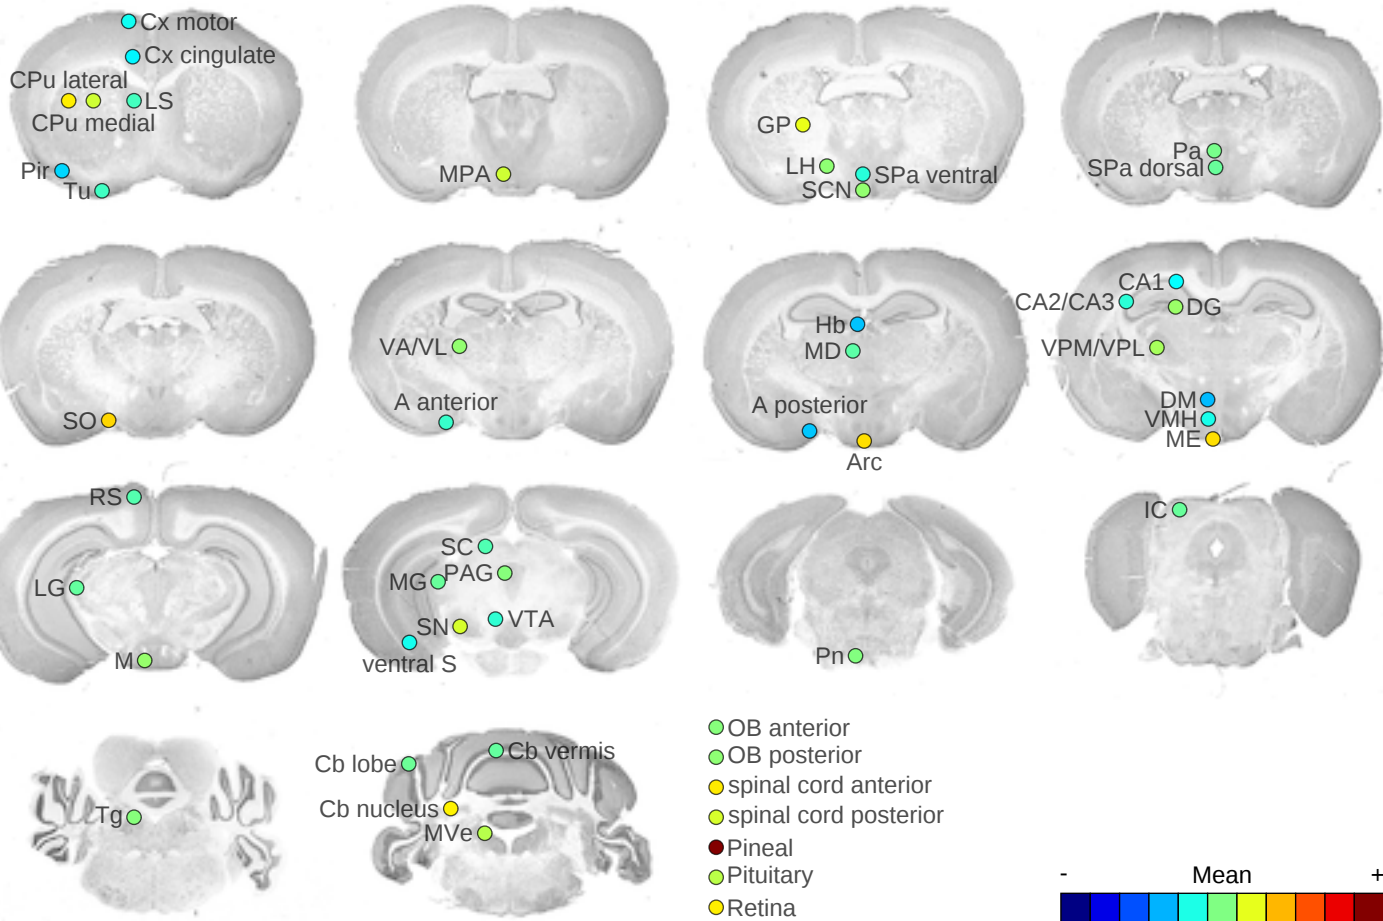 Cx motor
Cx cingulate
CPu lateral
LS
CPu medial
Pir
Tu
MPA
GP
LH
SPa ventral
SCN
Pa
SPa dorsal
SO
VA/VL
A anterior
Hb
MD
A posterior
Arc
CA1
CA2/CA3
DG
VPM/VPL
DM
VMH
ME
RS
LG
M
SC
PAG
MG
VTA
SN
ventral S
Pn
IC
Tg
Cb vermis
Cb lobe
Cb nucleus
MVe
OB anterior
OB posterior
spinal cord anterior
spinal cord posterior
Pineal
Pituitary
Retina
- Mean +